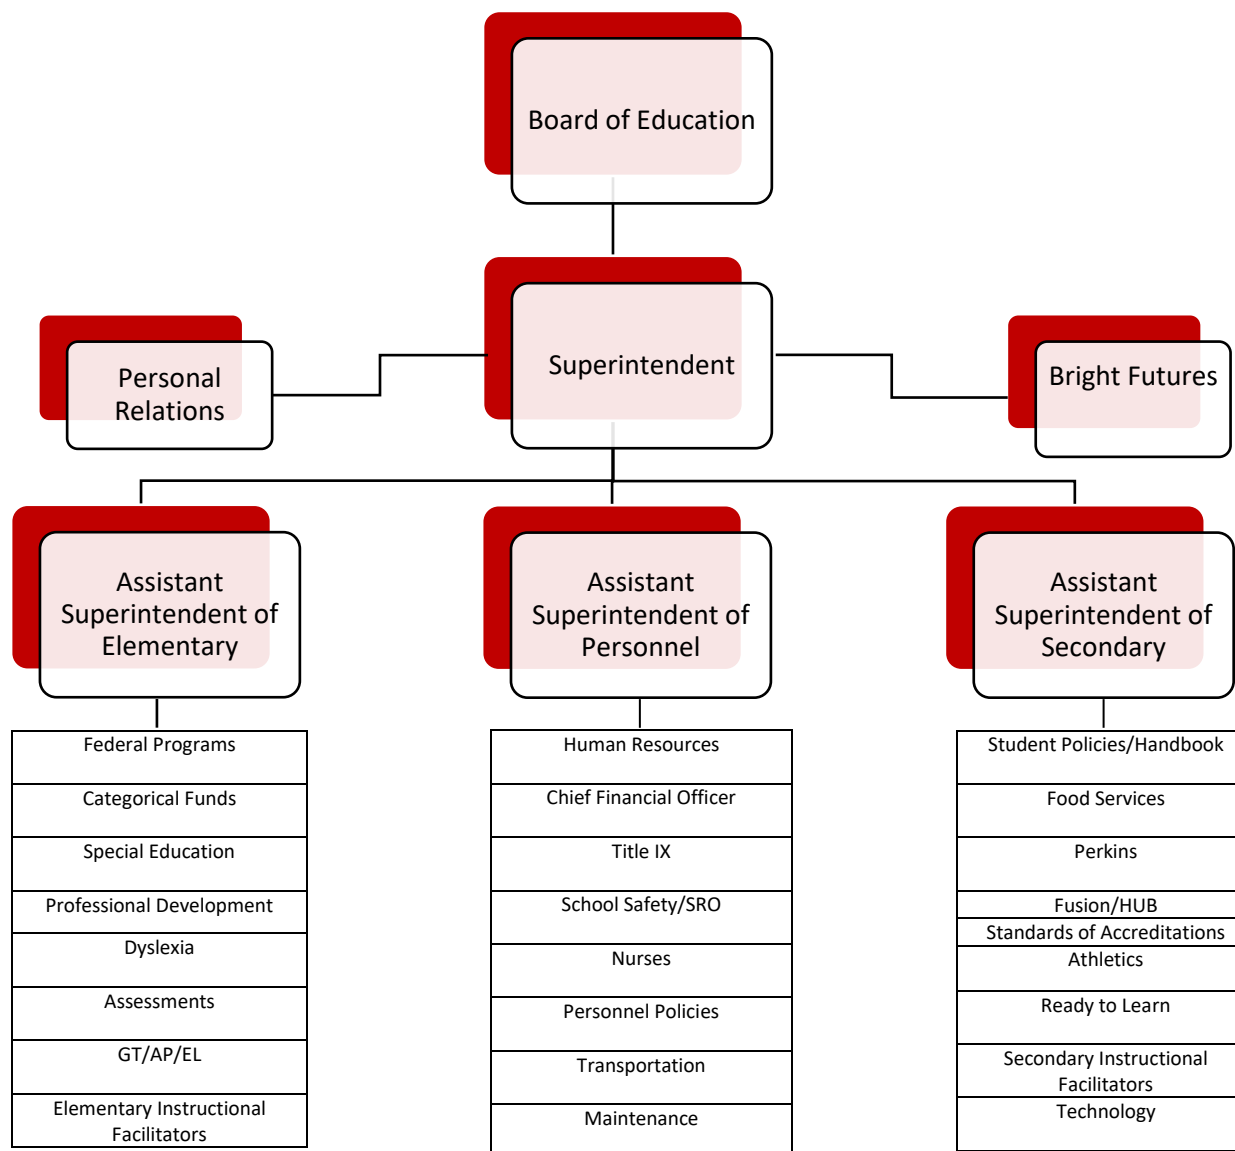 Board of Education
Superintendent
Personal
Relations
Bright Futures
Assistant
Superintendent of
Elementary
Assistant
Superintendent of
Personnel
Assistant
Superintendent of
Secondary
Federal Programs
Categorical Funds
Special Education
Professional Development
Dyslexia
Assessments
GT/AP/EL
Elementary Instructional
Facilitators
Human Resources
Chief Financial Officer
Title IX
School Safety/SRO
Nurses
Personnel Policies
Transportation
Maintenance
Student Policies/Handbook
Food Services
Perkins
Fusion/HUB
Standards of Accreditations
Athletics
Ready to Learn
Secondary Instructional
Facilitators
Technology